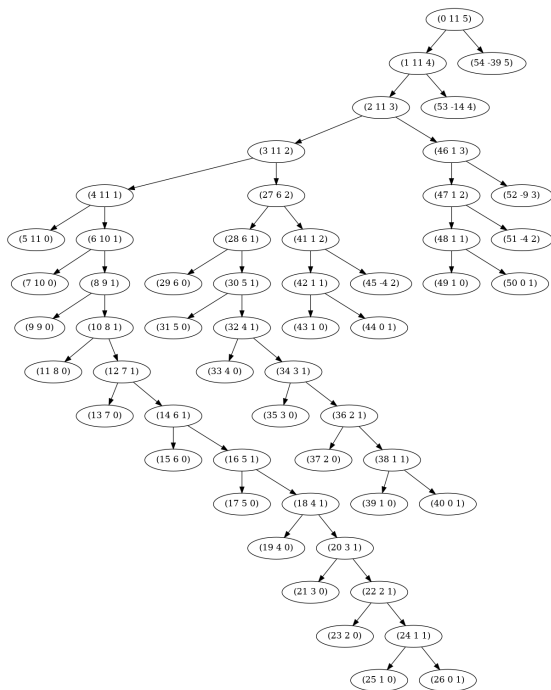 (0 11 5)
(1 11 4)
(54 -39 5)
(2 11 3)
(53 -14 4)
(3 11 2)
(46 1 3)
(4 11 1)
(27 6 2)
(47 1 2)
(52 -9 3)
(5 11 0)
(6 10 1)
(28 6 1)
(41 1 2)
(48 1 1)
(51 -4 2)
(7 10 0)
(8 9 1)
(29 6 0)
(30 5 1)
(42 1 1)
(45 -4 2)
(49 1 0)
(50 0 1)
(9 9 0)
(10 8 1)
(31 5 0)
(32 4 1)
(43 1 0)
(44 0 1)
(11 8 0)
(12 7 1)
(33 4 0)
(34 3 1)
(13 7 0)
(14 6 1)
(35 3 0)
(36 2 1)
(15 6 0)
(16 5 1)
(37 2 0)
(38 1 1)
(17 5 0)
(18 4 1)
(39 1 0)
(40 0 1)
(19 4 0)
(20 3 1)
(21 3 0)
(22 2 1)
(23 2 0)
(24 1 1)
(25 1 0)
(26 0 1)